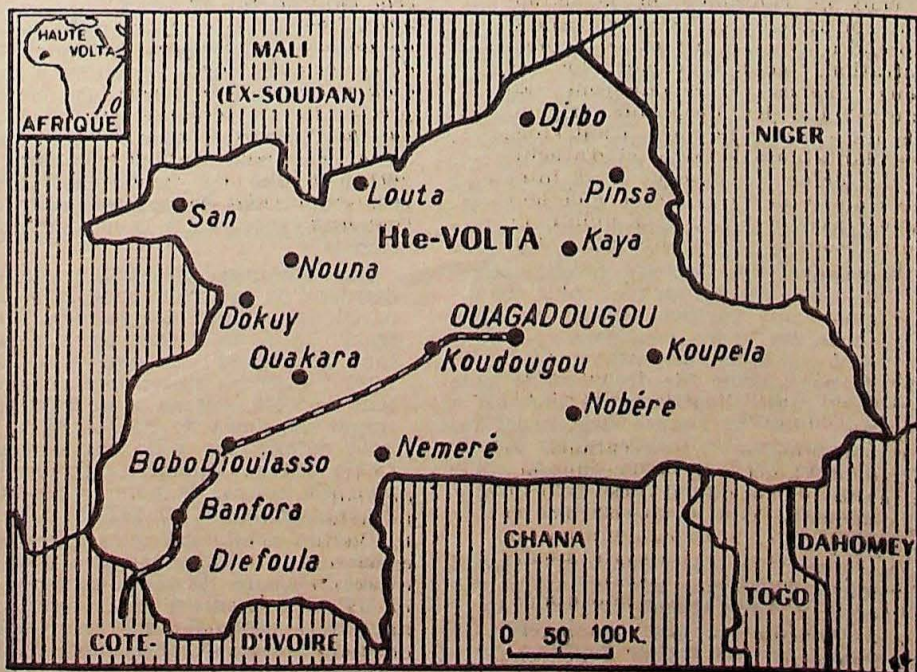 HAUTE
VOLTA
AFRIQUE
MALI
(EX-SOUDAN)
NIGER
Djibo
Pinsa
Louta
San
Hte-VOLTA
Kaya
Nouna
Dokuy
OUAGADOUGOU
Ouakara
Koudougou
Koupela
Nobére
Nemeré
BoboDioulasso
Banfora
Diefoula
GHANA
DAHOMEY
TOGO
COTE-
D'IVOIRE
0 50 100K.